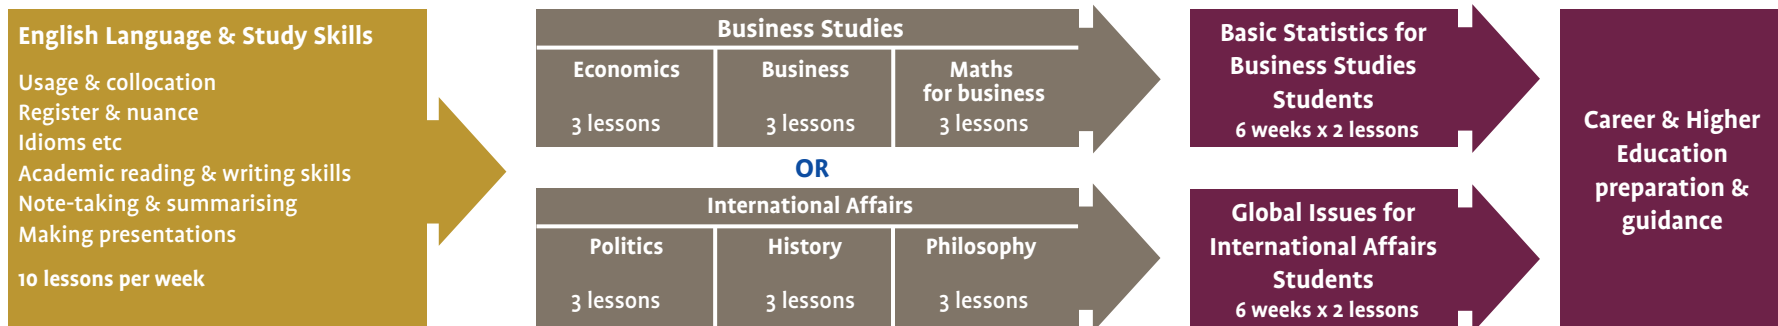 English Language & Study Skills
Usage & collocation
Register & nuance
Idioms etc
Academic reading & writing skills
Note-taking & summarising
Making presentations
10 lessons per week
Business Studies
Economics
3 lessons
Business
3 lessons
Maths
for business
3 lessons
OR
International Affairs
Politics
3 lessons
History
3 lessons
Philosophy
3 lessons
Basic Statistics for
Business Studies
Students
6 weeks x 2 lessons
Global Issues for
International Affairs
Students
6 weeks x 2 lessons
Career & Higher
Education
preparation &
guidance